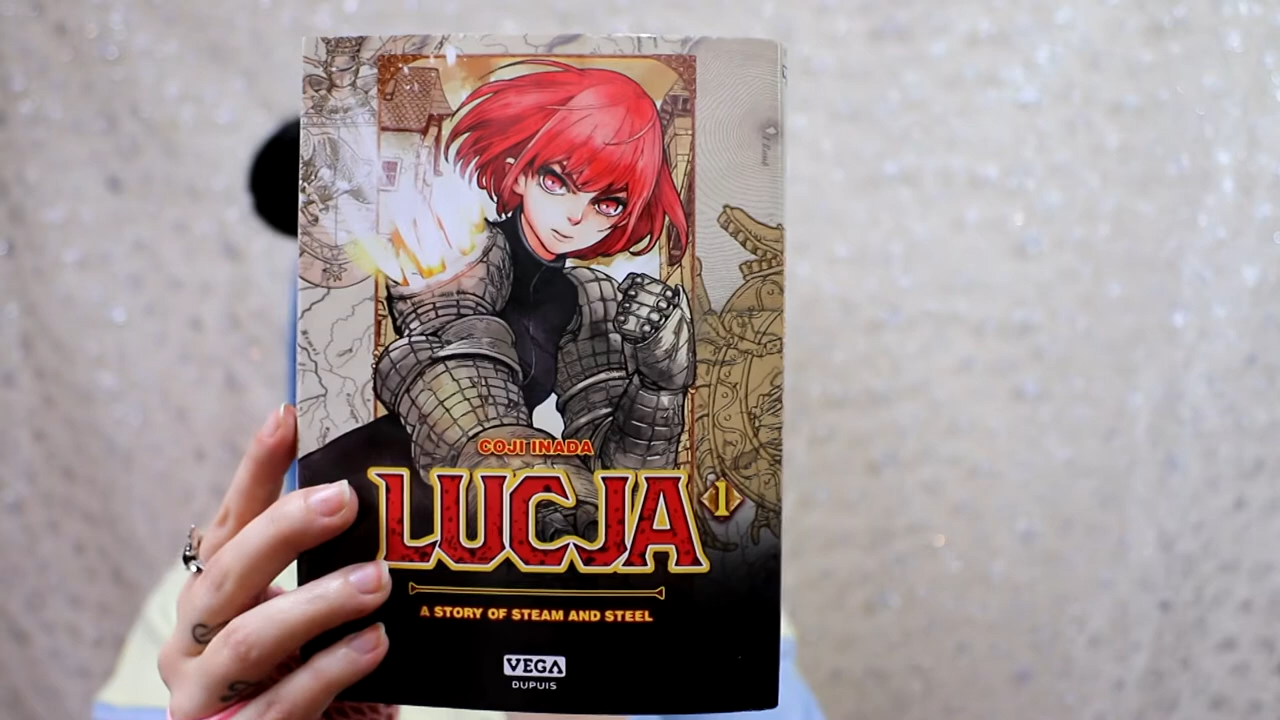 COJI INADA
LUCJA
1
A STORY OF STEAM AND STEEL
VEGA
DUPUIS